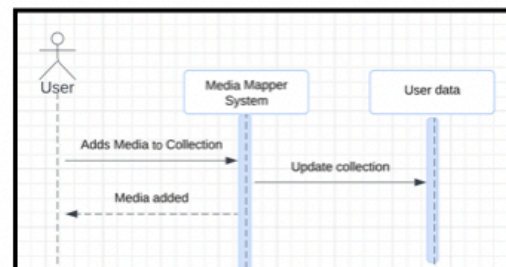 User
Media Mapper
System
User data
Adds Media to Collection
Update collection
Media added